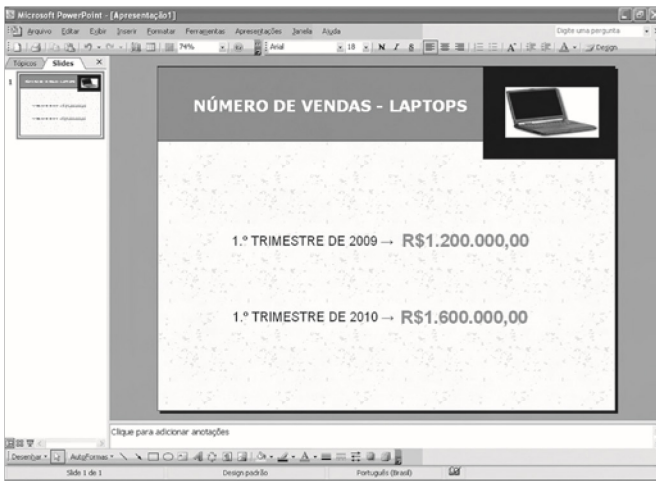 Microsoft PowerPoint - [Apresentação1]
Arquivo Editar Exibir Inserir Formatar Ferramentas Apresentações Janela Ajuda
Digite uma pergunta
74% Arial 18 N I S A A Design
Tópicos Slides
1
NÚMERO DE VENDAS - LAPTOPS
1.º TRIMESTRE DE 2009 → R$1.200.000,00
1.º TRIMESTRE DE 2010 → R$1.600.000,00
Clique para adicionar anotações
Desenhar AutoFormas A
Slide 1 de 1 Design padrão Português (Brasil)